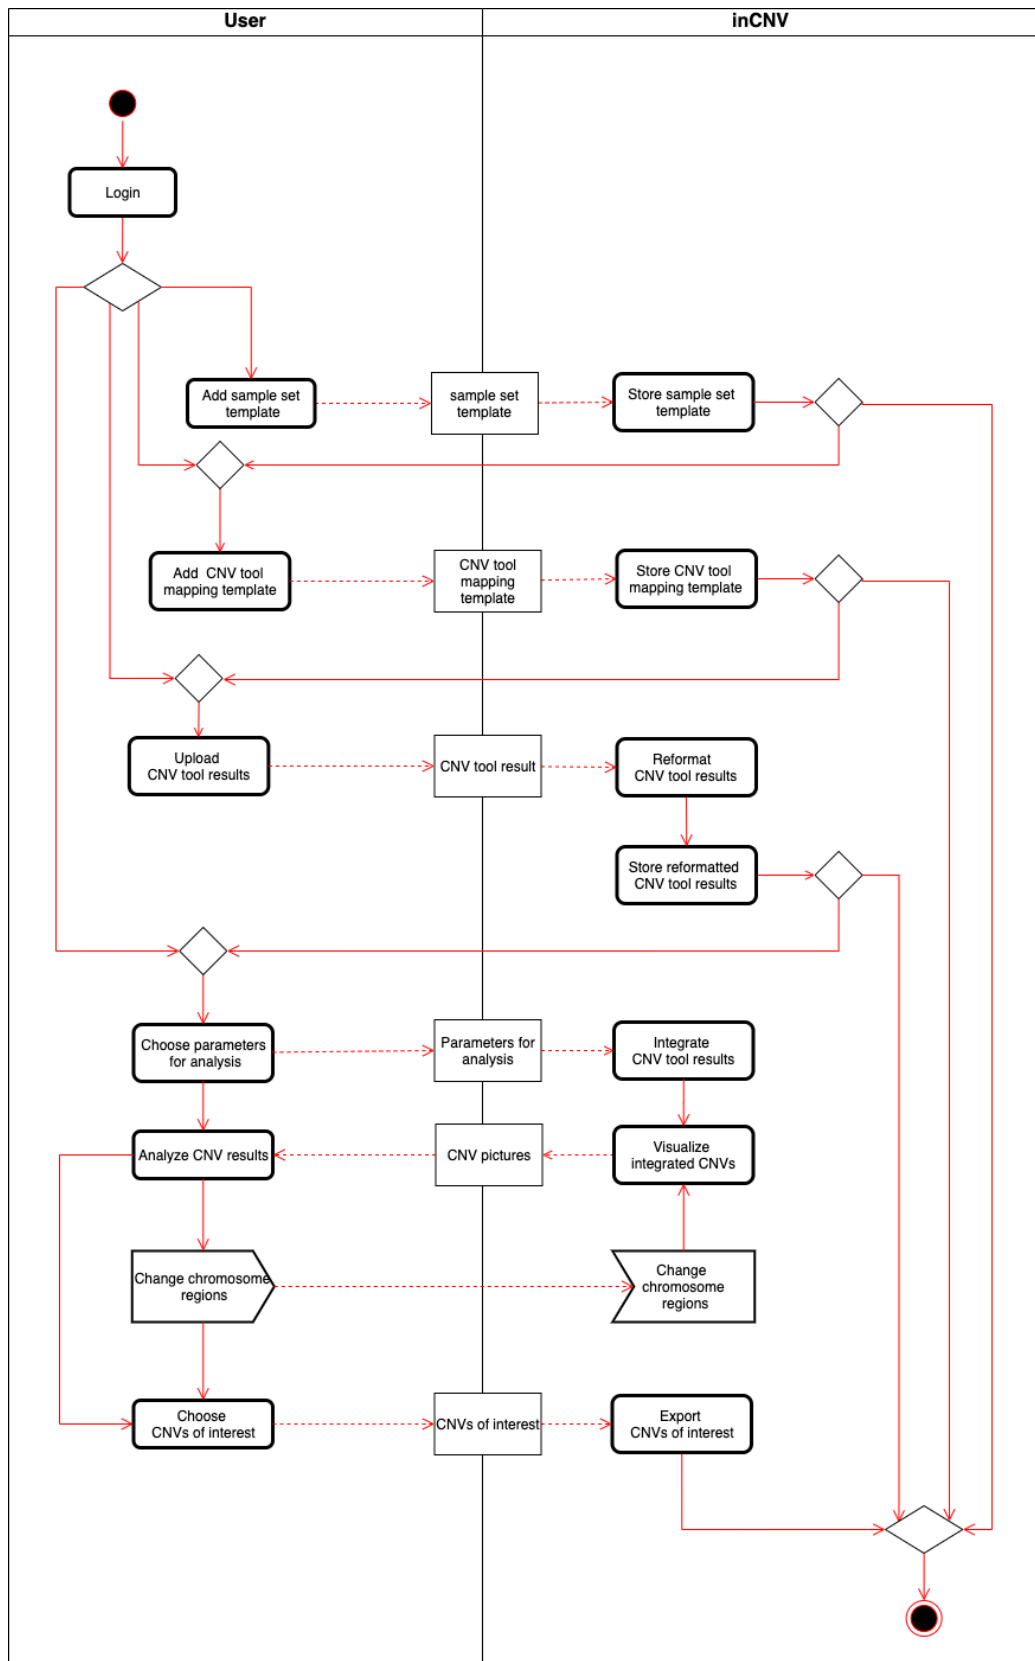 User
inCNV
Login
Add sample set
template
sample set
template
Store sample set
template
Add CNV tool
mapping template
CNV tool
mapping
template
Store CNV tool
mapping template
Upload
CNV tool results
CNV tool result
Reformat
CNV tool results
Store reformatted
CNV tool results
Choose parameters
for analysis
Parameters for
analysis
Integrate
CNV tool results
Analyze CNV results
CNV pictures
Visualize
integrated CNVs
Change chromosome
regions
Change
chromosome
regions
Choose
CNVs of interest
CNVs of interest
Export
CNVs of interest